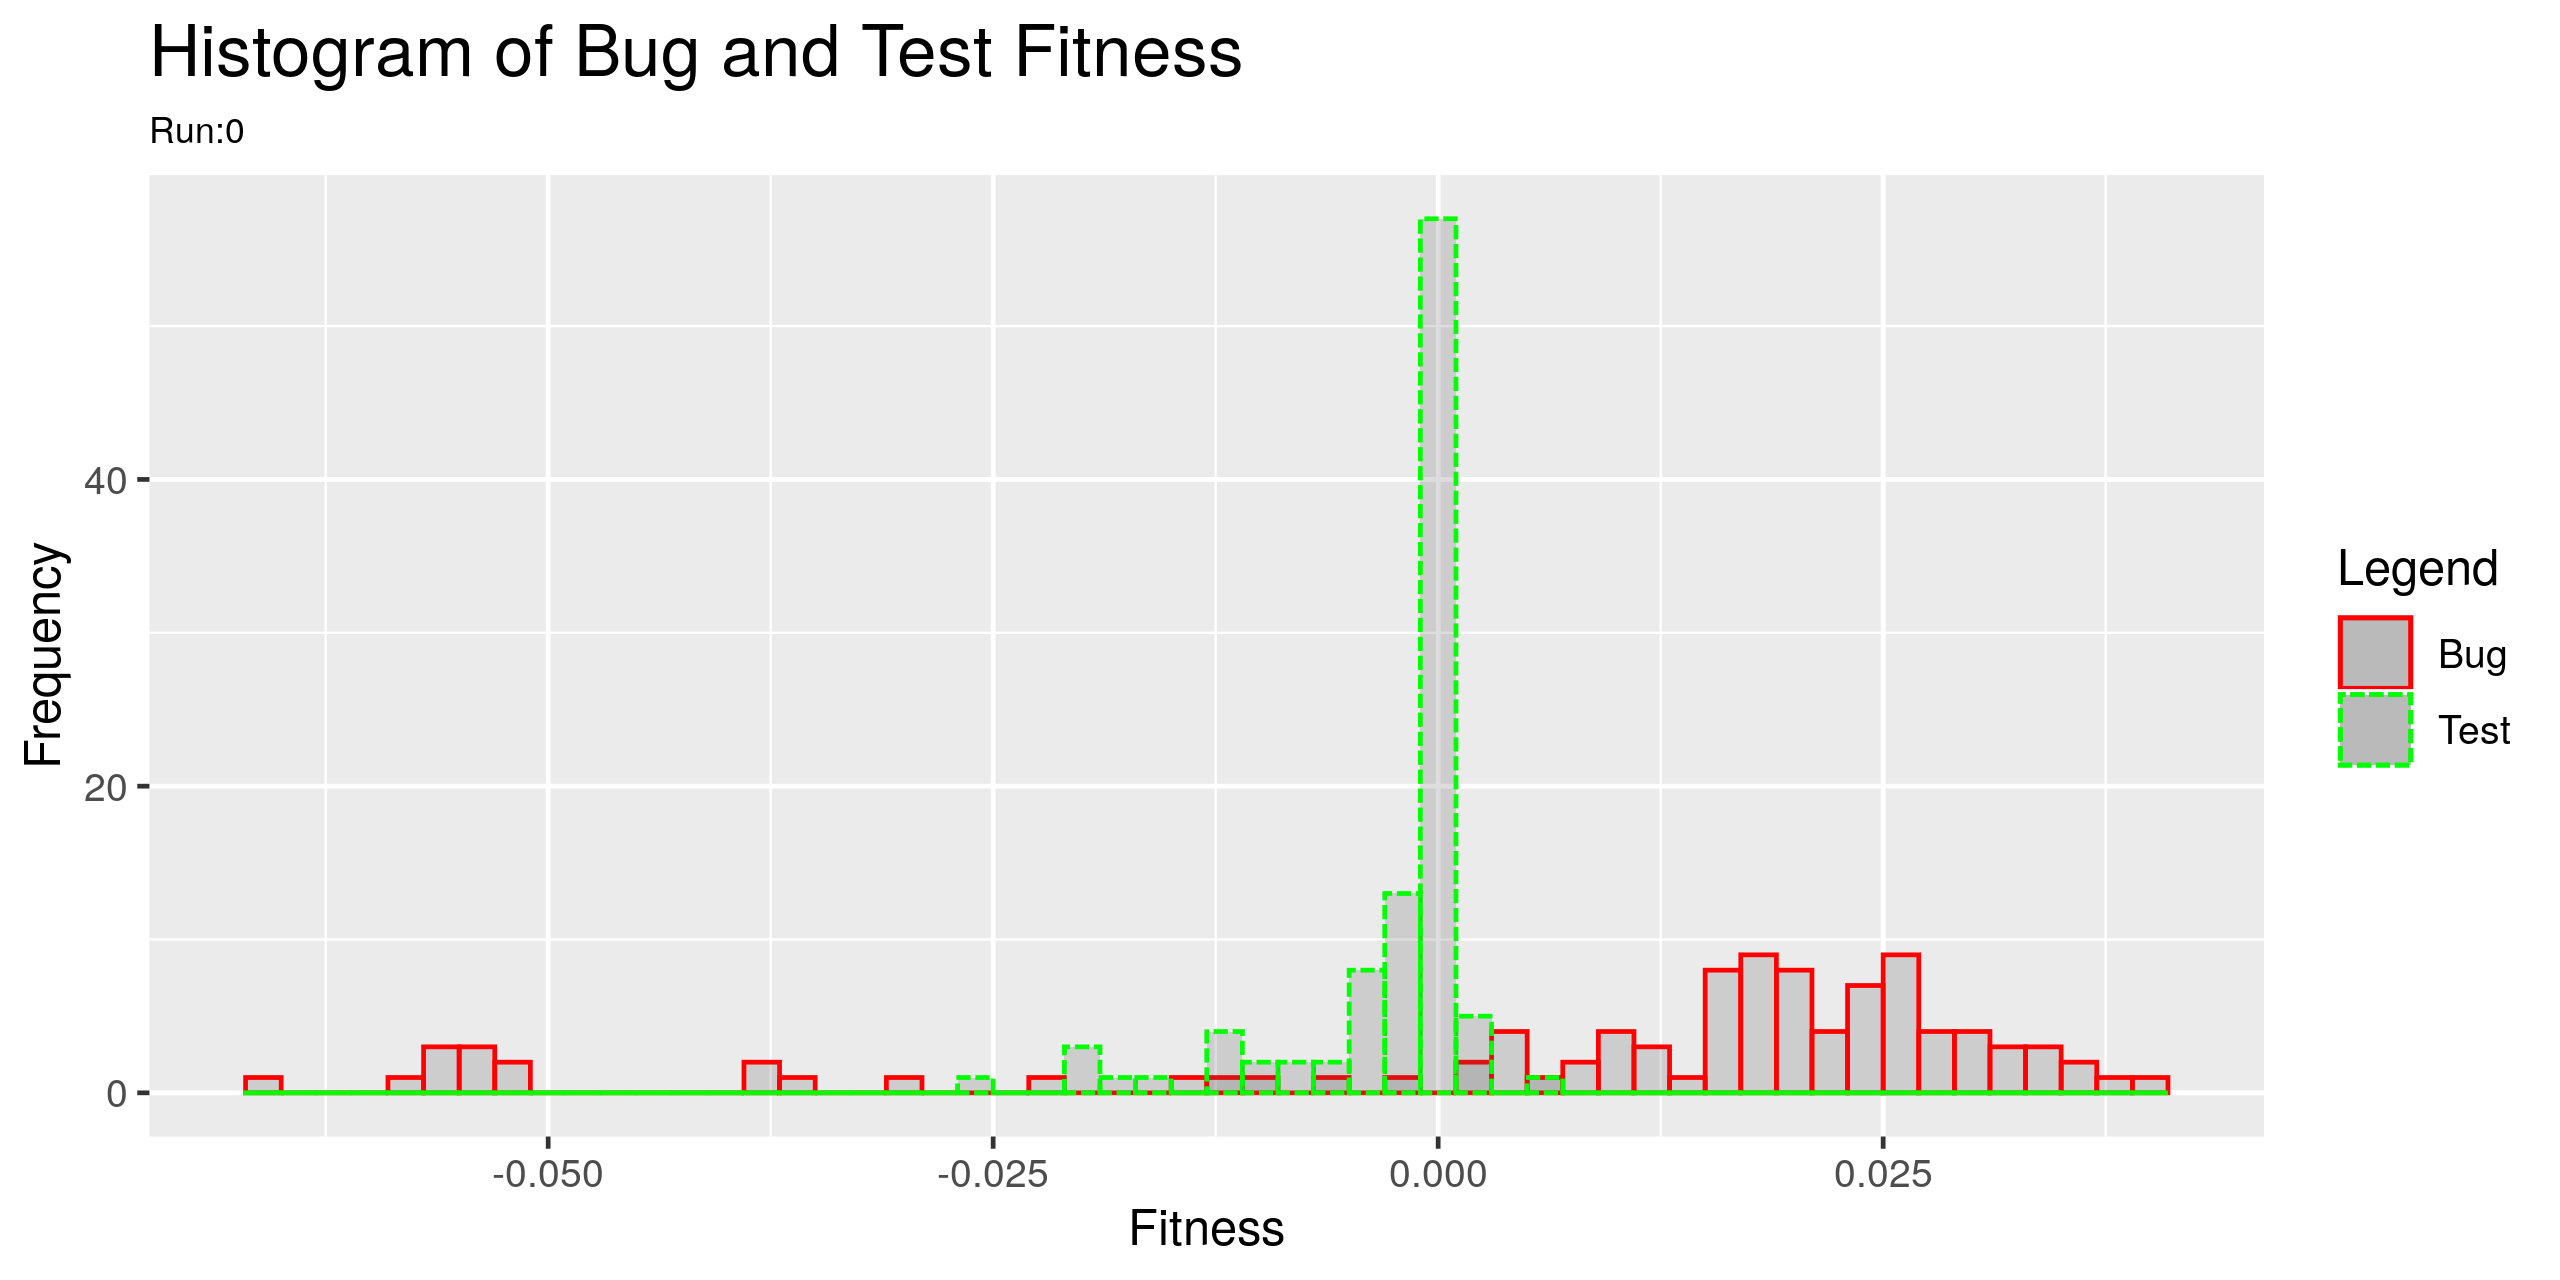 Histogram of Bug and Test Fitness
Run:0
Frequency
40
20
0
-0.050
-0.025
0.000
0.025
Fitness
Legend
Bug
Test